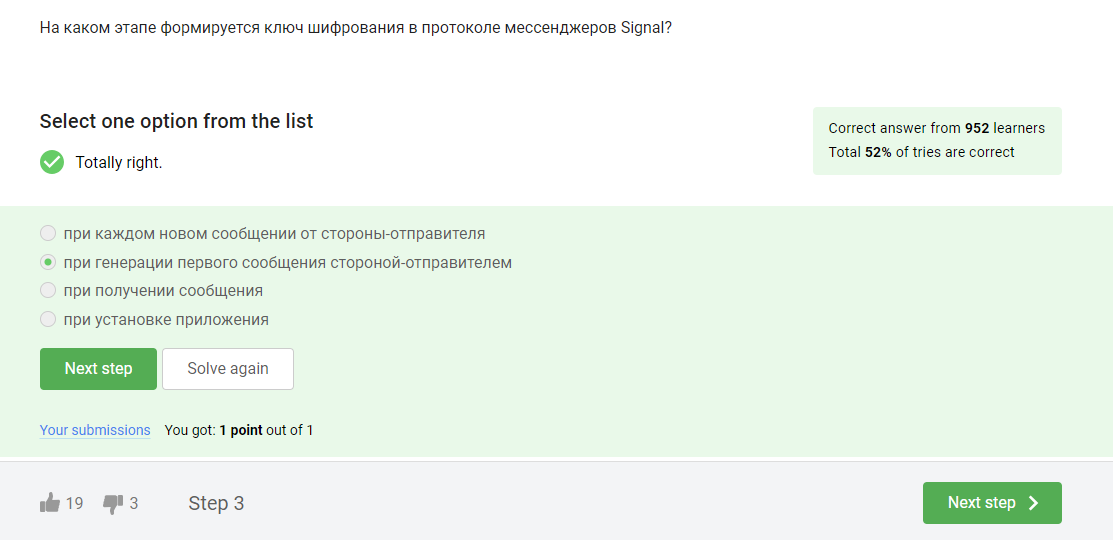 На каком этапе формируется ключ шифрования в протоколе мессенджеров Signal?
Select one option from the list
Totally right.
Correct answer from 952 learners
Total 52% of tries are correct
при каждом новом сообщении от стороны-отправителя
при генерации первого сообщения стороной-отправителем
при получении сообщения
при установке приложения
Next step
Solve again
Your submissions You got: 1 point out of 1
19 3 Step 3 Next step